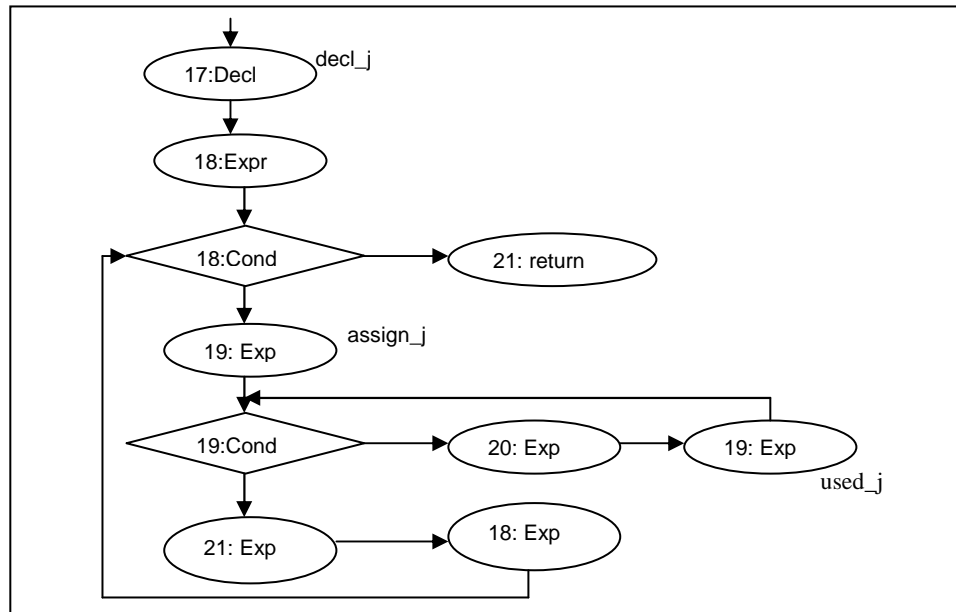 17:Decl
decl_j
18:Expr
18:Cond
21: return
19: Exp
assign_j
19:Cond
20: Exp
19: Exp
used_j
21: Exp
18: Exp